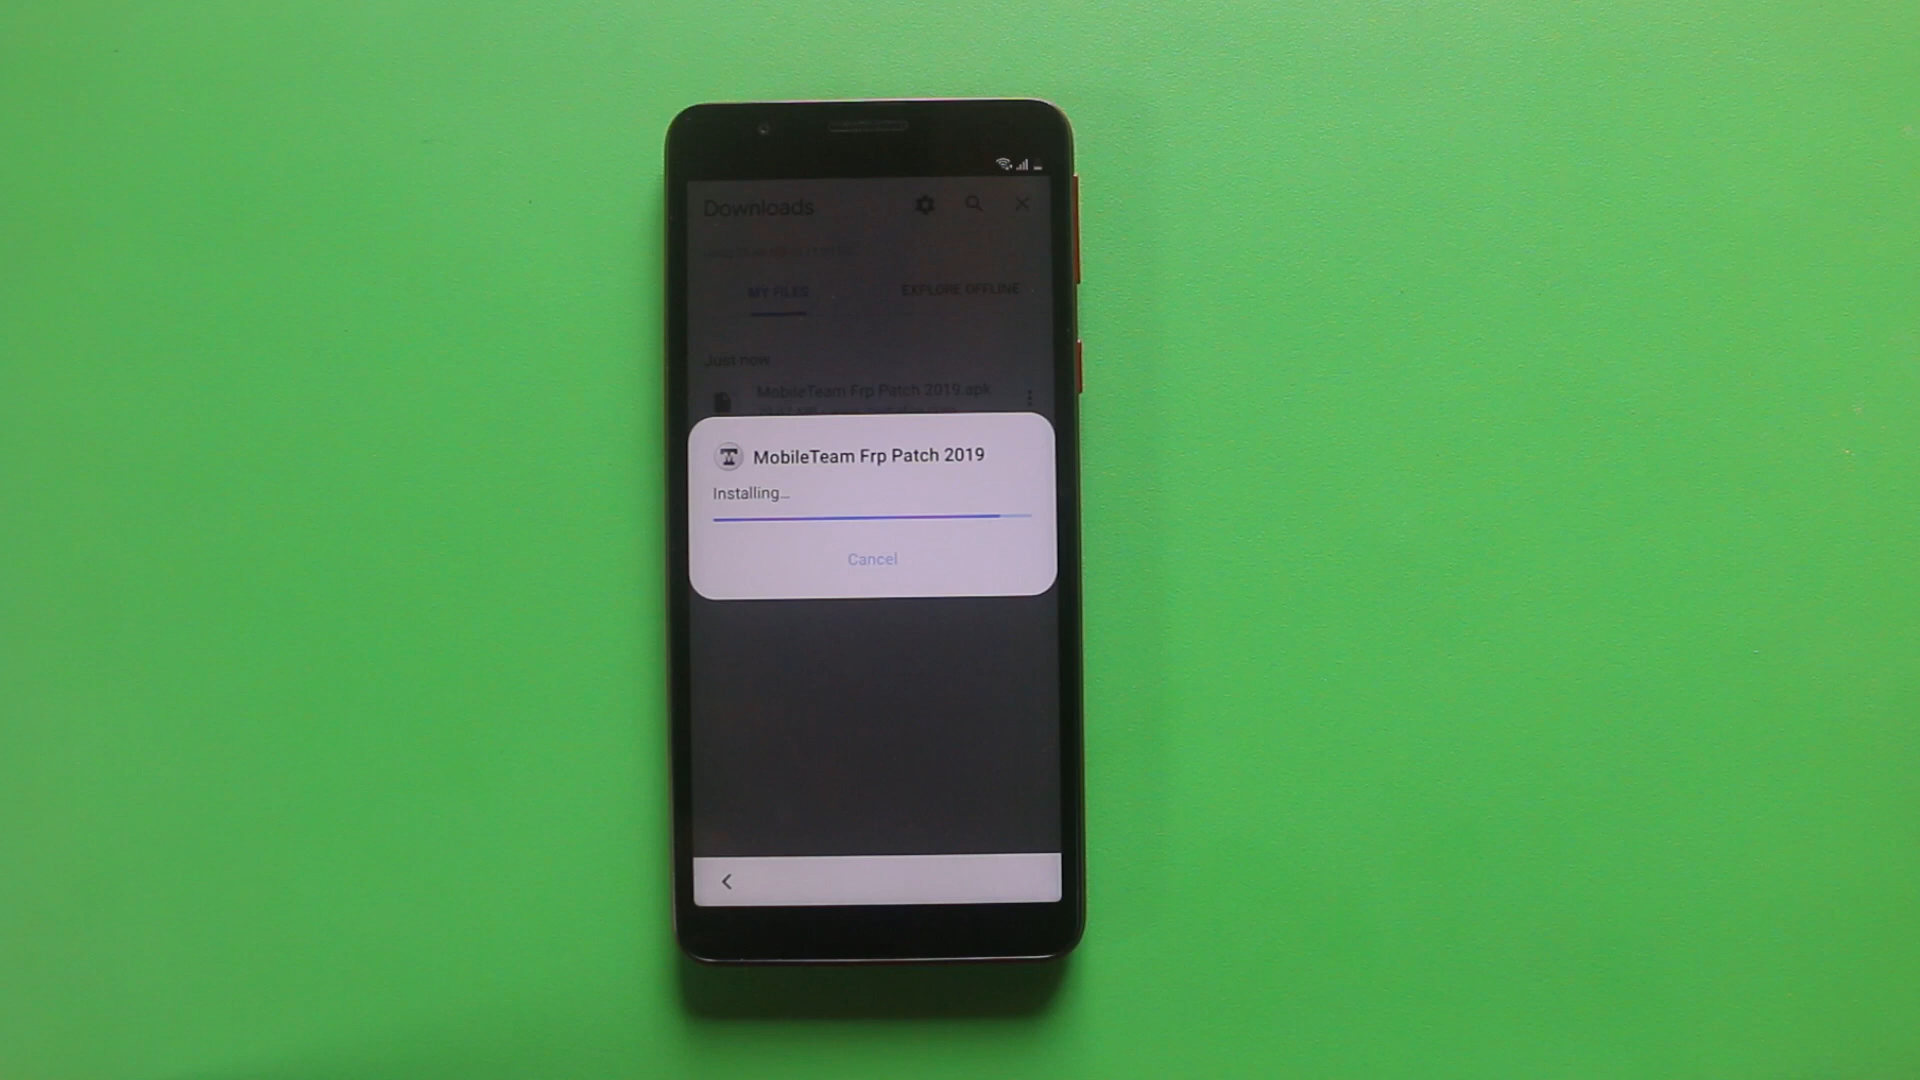 Downloads
MY FILES
EXPLORE OFFLINE
Just now
MobileTeam Frp Patch 2019.apk
MobileTeam Frp Patch 2019
Installing...
Cancel